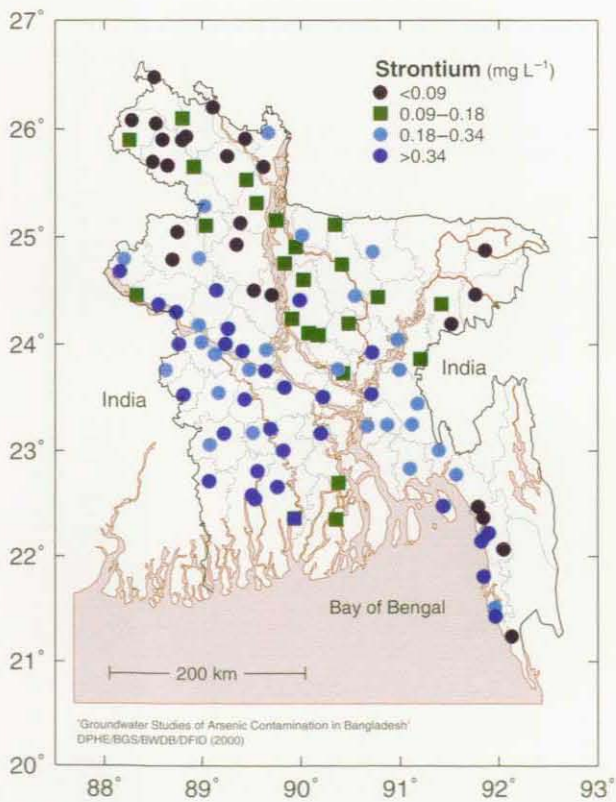 27°
26°
25°
24°
23°
22°
21°
20°
Strontium (mg L⁻¹)
<0.09
0.09–0.18
0.18–0.34
>0.34
India
India
Bay of Bengal
200 km
'Groundwater Studies of Arsenic Contamination in Bangladesh'
DPHE/BGS/BWDB/DFID (2000)
88° 89° 90° 91° 92° 93°